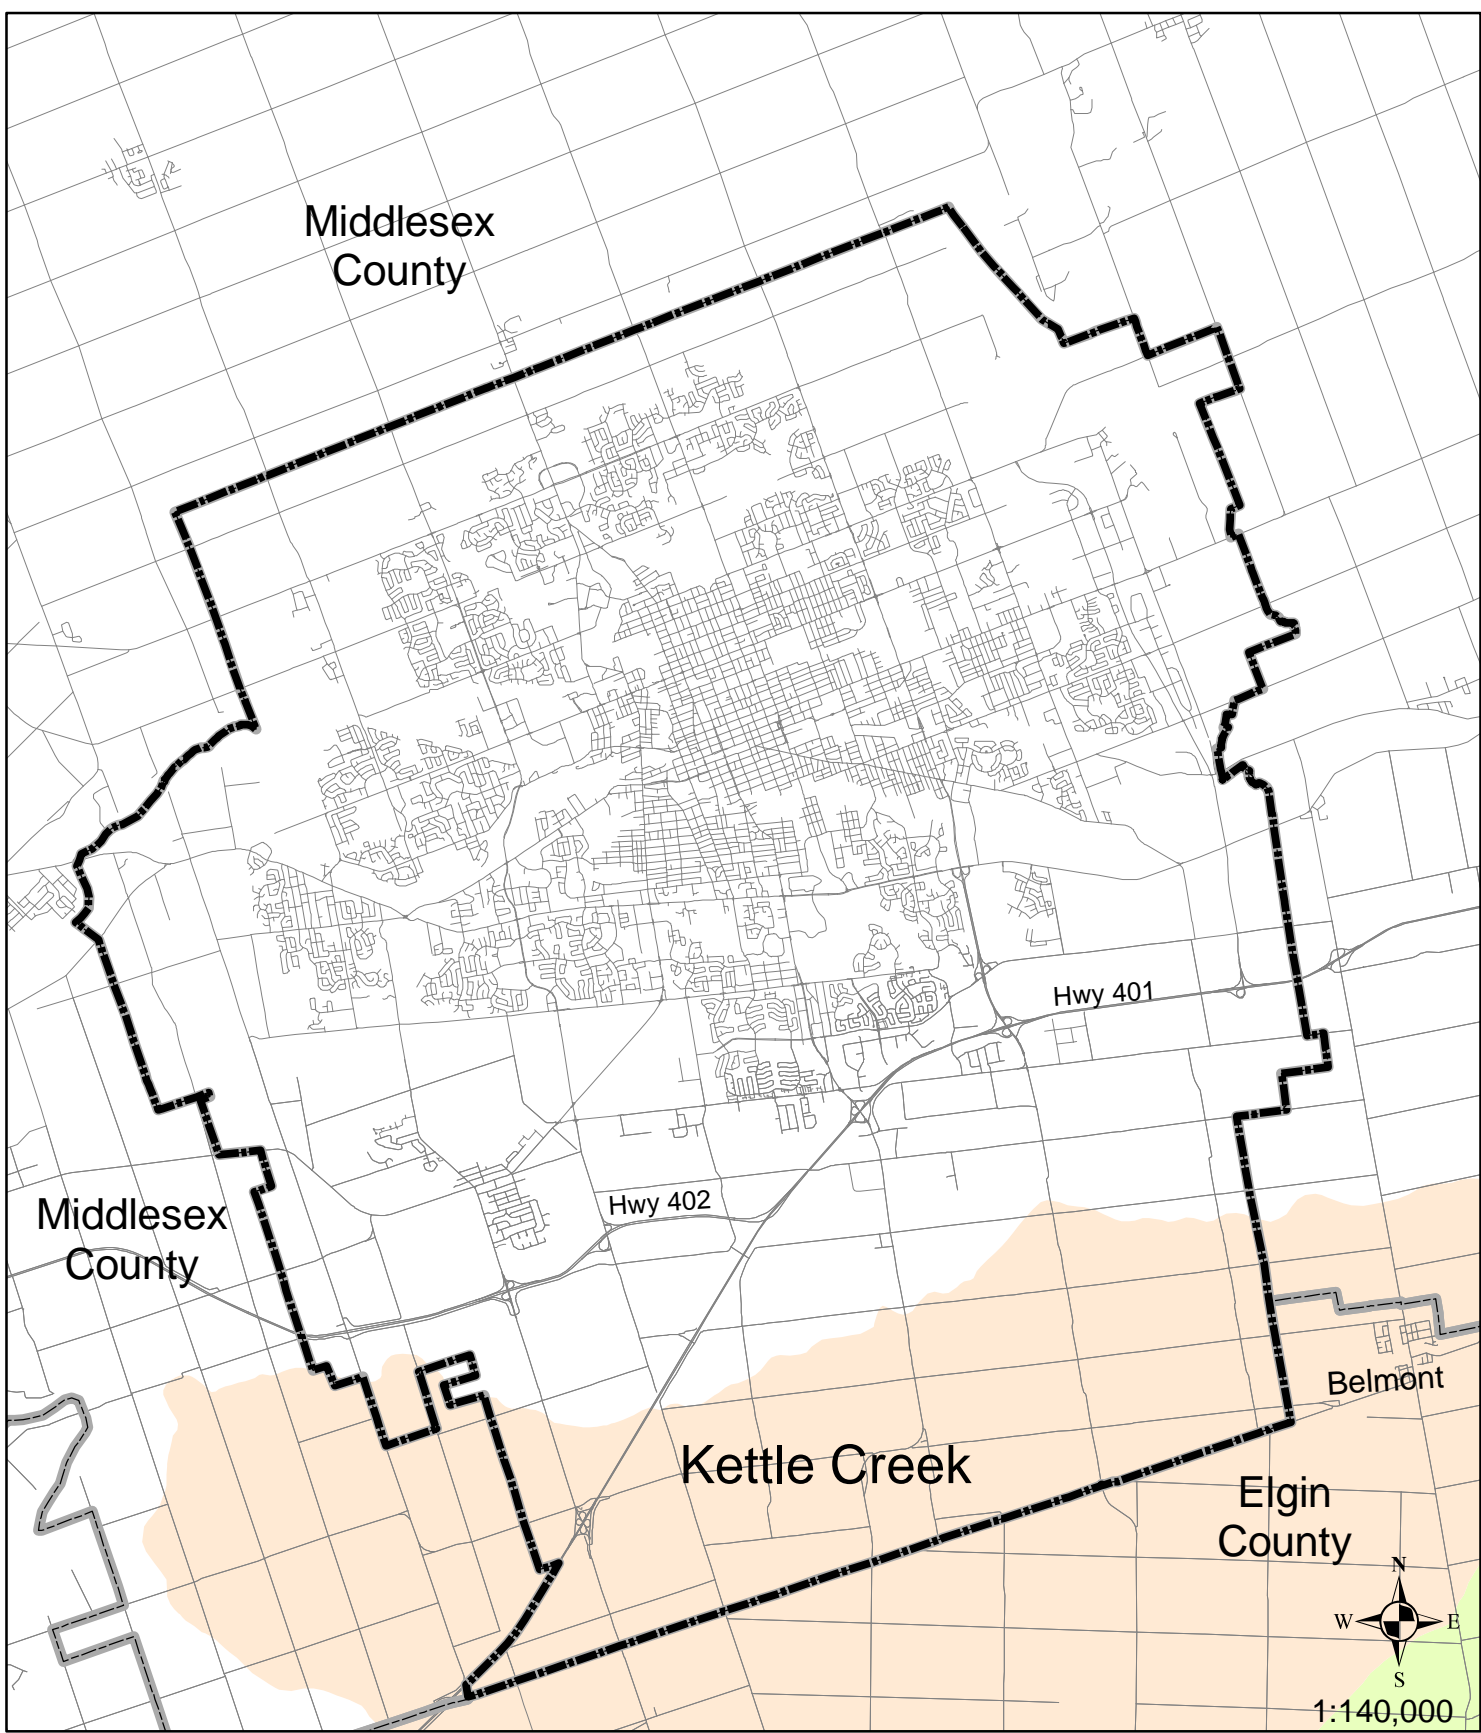 Middlesex
County
Hwy 401
Middlesex
County
Hwy 402
Belmont
Kettle Creek
Elgin
County
N
W E
S
1:140,000